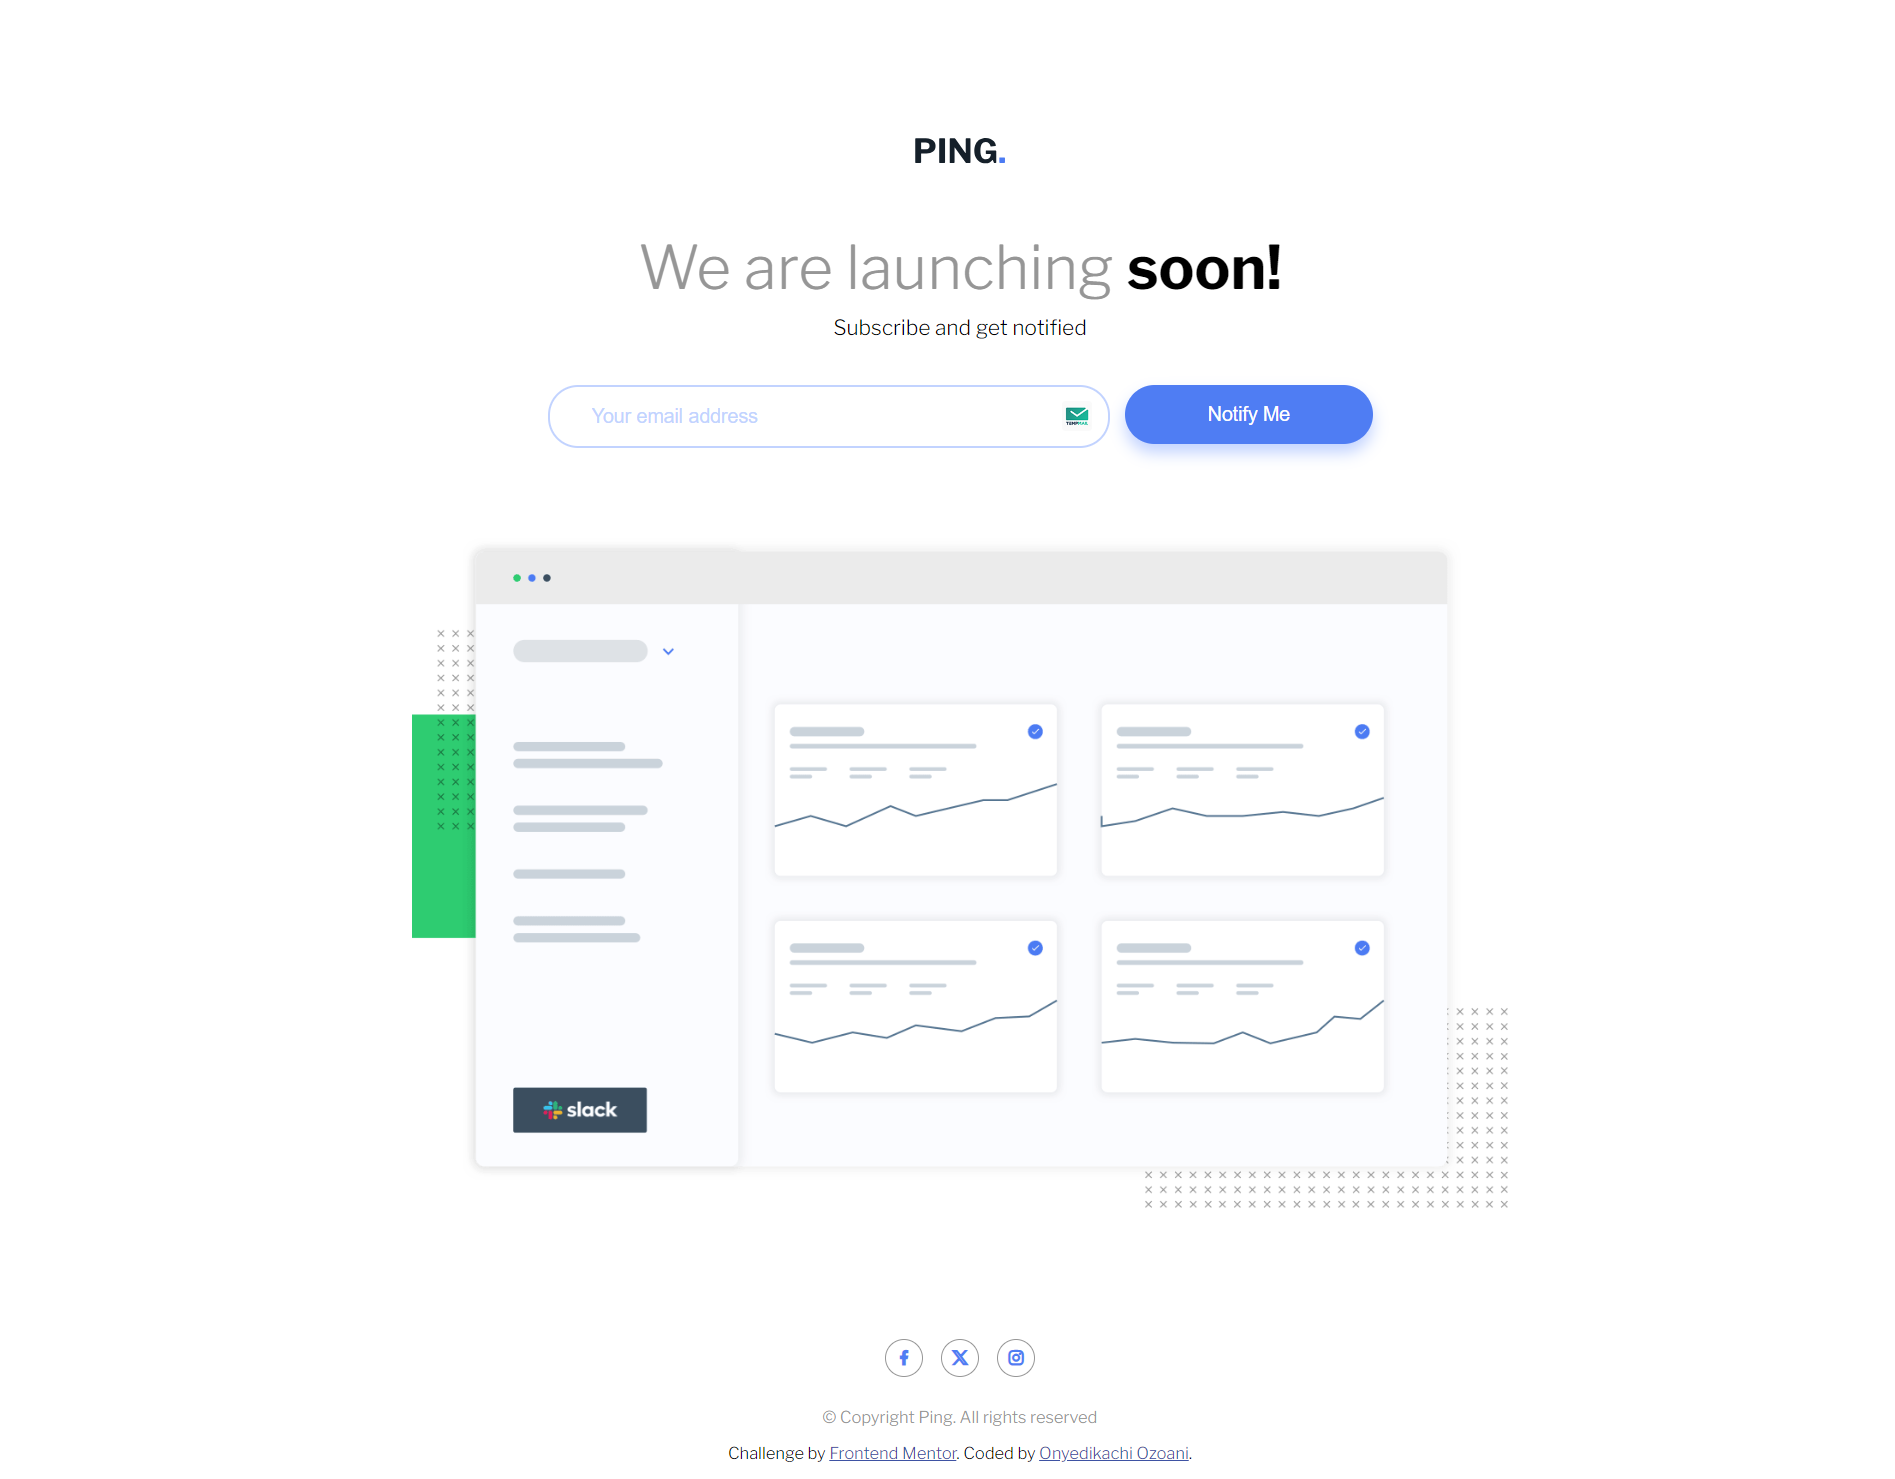 PING.
We are launching soon!
Subscribe and get notified
Your email address
TEMPMAIL
Notify Me
slack
© Copyright Ping. All rights reserved
Challenge by Frontend Mentor. Coded by Onyedikachi Ozoani.